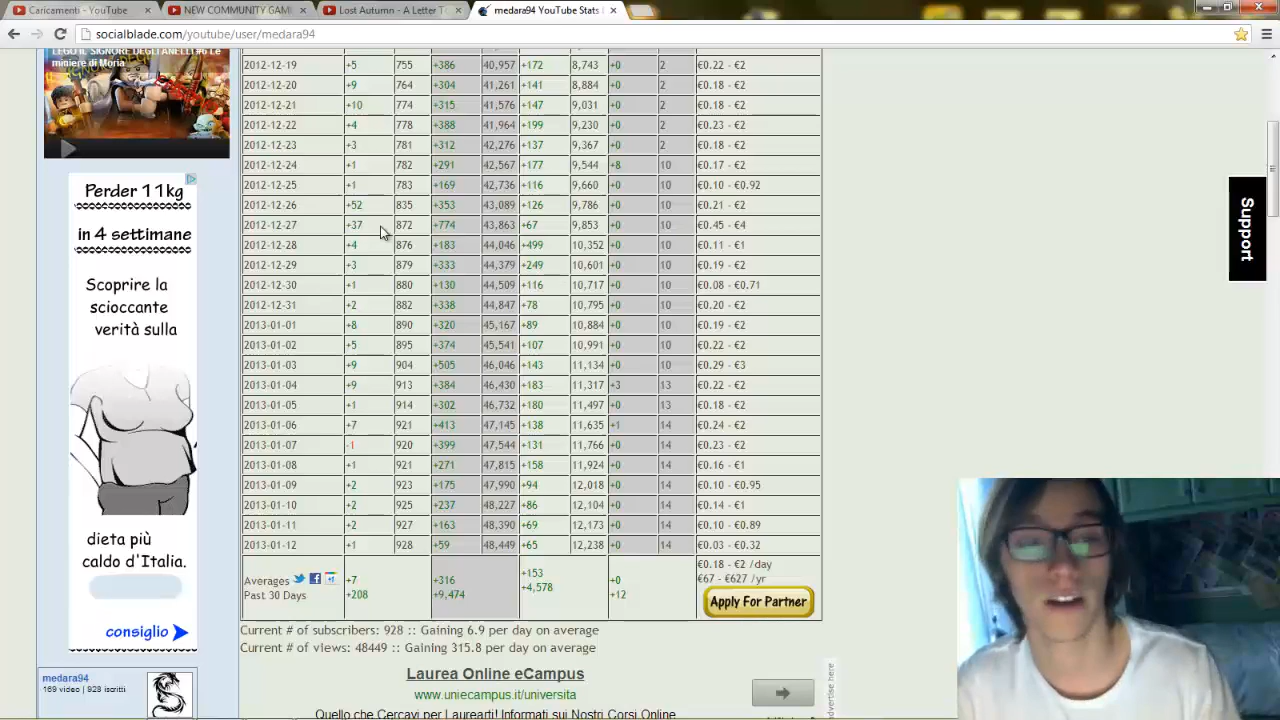 Caricamenti - YouTube
NEW COMMUNITY GAMI
Lost Autumn - A Letter T
medara94 YouTube Stats
socialblade.com/youtube/user/medara94
LEGO IL SIGNORE DEGLI ANELLI #6 Le
miniere di Moria
2012-12-19 +5 755 +386 40,957 +172 8,743 +0 2 €0.22 - €2
2012-12-20 +9 764 +304 41,261 +141 8,884 +0 2 €0.18 - €2
2012-12-21 +10 774 +315 41,576 +147 9,031 +0 2 €0.18 - €2
2012-12-22 +4 778 +388 41,964 +199 9,230 +0 2 €0.23 - €2
2012-12-23 +3 781 +312 42,276 +137 9,367 +0 2 €0.18 - €2
2012-12-24 +1 782 +291 42,567 +177 9,544 +8 10 €0.17 - €2
2012-12-25 +1 783 +169 42,736 +116 9,660 +0 10 €0.10 - €0.92
2012-12-26 +52 835 +353 43,089 +126 9,786 +0 10 €0.21 - €2
2012-12-27 +37 872 +774 43,863 +67 9,853 +0 10 €0.45 - €4
2012-12-28 +4 876 +183 44,046 +499 10,352 +0 10 €0.11 - €1
2012-12-29 +3 879 +333 44,379 +249 10,601 +0 10 €0.19 - €2
2012-12-30 +1 880 +130 44,509 +116 10,717 +0 10 €0.08 - €0.71
2012-12-31 +2 882 +338 44,847 +78 10,795 +0 10 €0.20 - €2
2013-01-01 +8 890 +320 45,167 +89 10,884 +0 10 €0.19 - €2
2013-01-02 +5 895 +374 45,541 +107 10,991 +0 10 €0.22 - €2
2013-01-03 +9 904 +505 46,046 +143 11,134 +0 10 €0.29 - €3
2013-01-04 +9 913 +384 46,430 +183 11,317 +3 13 €0.22 - €2
2013-01-05 +1 914 +302 46,732 +180 11,497 +0 13 €0.18 - €2
2013-01-06 +7 921 +413 47,145 +138 11,635 +1 14 €0.24 - €2
2013-01-07 -1 920 +399 47,544 +131 11,766 +0 14 €0.23 - €2
2013-01-08 +1 921 +271 47,815 +158 11,924 +0 14 €0.16 - €1
2013-01-09 +2 923 +175 47,990 +94 12,018 +0 14 €0.10 - €0.95
2013-01-10 +2 925 +237 48,227 +86 12,104 +0 14 €0.14 - €1
2013-01-11 +2 927 +163 48,390 +69 12,173 +0 14 €0.10 - €0.89
2013-01-12 +1 928 +59 48,449 +65 12,238 +0 14 €0.03 - €0.32
Averages +7 +316 +153 +0 €0.18 - €2 /day
Past 30 Days +208 +9,474 +4,578 +12 €67 - €627 /yr
Apply For Partner
Current # of subscribers: 928 :: Gaining 6.9 per day on average
Current # of views: 48449 :: Gaining 315.8 per day on average
Laurea Online eCampus
www.uniecampus.it/universita
Quello che Cercavi per Laurearti! Informati sui Nostri Corsi Online
advertise here
Perder 11kg
in 4 settimane
Scoprire la
scioccante
verità sulla
dieta più
caldo d'Italia.
consiglio
medara94
169 video | 928 iscritti
Support